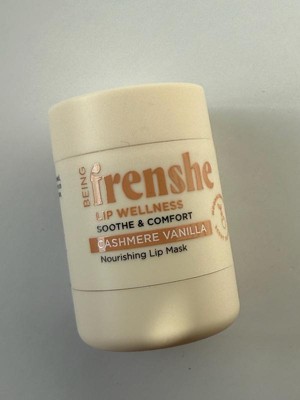 BEING
frenshe
LIP WELLNESS
SOOTHE & COMFORT
CASHMERE VANILLA
Nourishing Lip Mask